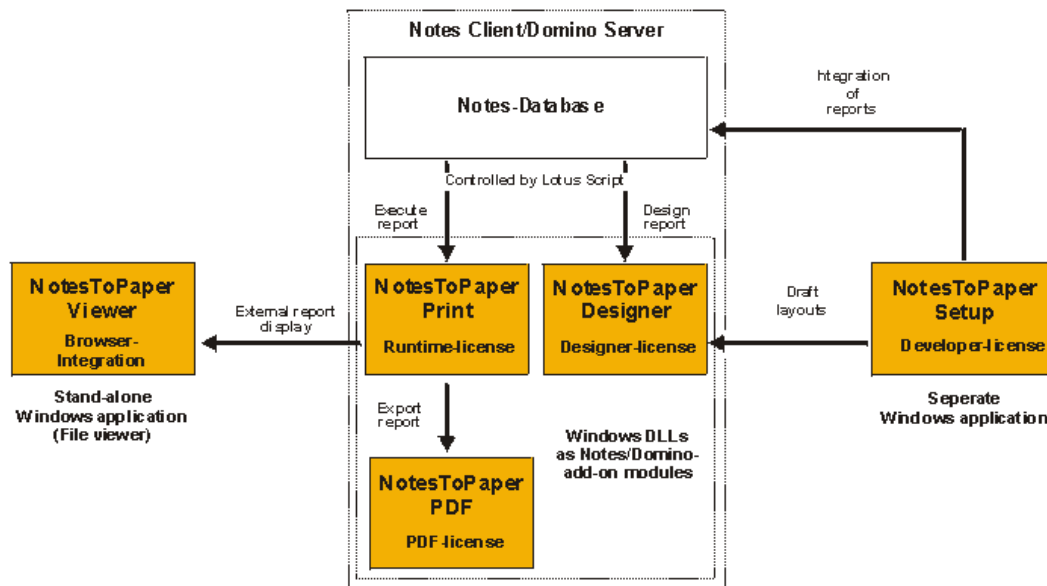 Notes Client/Domino Server
Notes-Database
Integration
of
reports
Controlled by Lotus Script
Execute
report
Design
report
NotesToPaper
Viewer
Browser-
Integration
Stand-alone
Windows application
(File viewer)
External report
display
NotesToPaper
Print
Runtime-license
NotesToPaper
Designer
Designer-license
Draft
layouts
NotesToPaper
Setup
Developer-license
Seperate
Windows application
Export
report
Windows DLLs
as Notes/Domino-
add-on modules
NotesToPaper
PDF
PDF-license